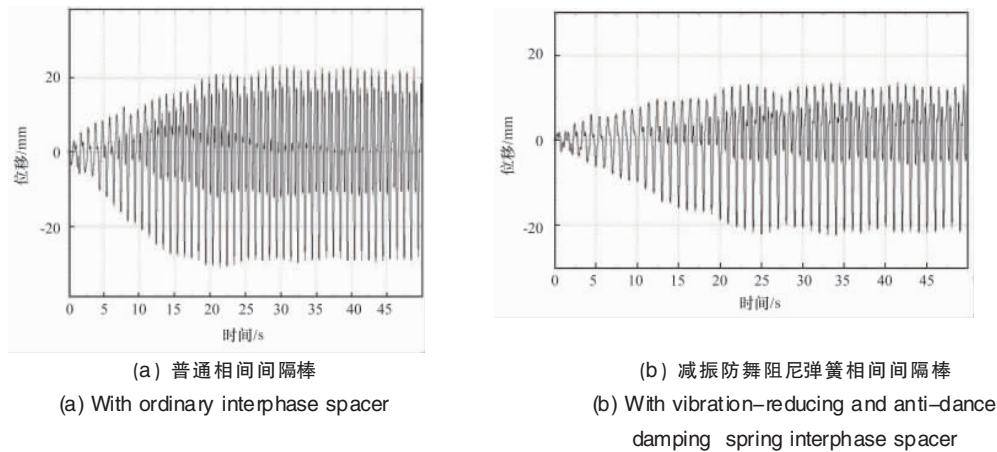 20
0
-20
位移/mm
0 5 10 15 20 25 30 35 40 45
时间/s
(a) 普通相间间隔棒
(a) With ordinary interphase spacer
20
0
-20
位移/mm
0 5 10 15 20 25 30 35 40 45
时间/s
(b) 减振防舞阻尼弹簧相间间隔棒
(b) With vibration–reducing and anti–dance
damping spring interphase spacer